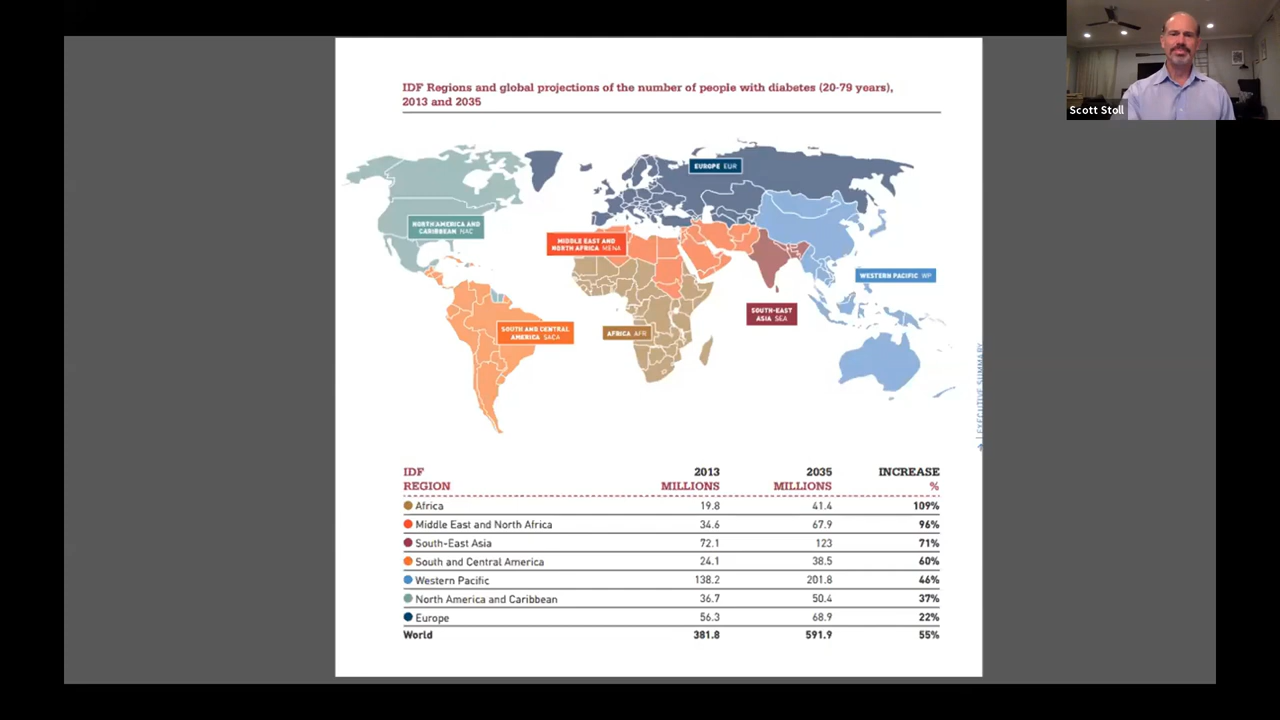 Scott Stoll
IDF Regions and global projections of the number of people with diabetes (20-79 years),
2013 and 2035
EUROPE EUR
NORTH AMERICA AND
CARIBBEAN NAC
MIDDLE EAST AND
NORTH AFRICA MENA
WESTERN PACIFIC WP
SOUTH-EAST
ASIA SEA
SOUTH AND CENTRAL
AMERICA SACA
AFRICA AFR
EXECUTIVE SUMMARY
IDF 2013 2035 INCREASE
REGION MILLIONS MILLIONS %
Africa 19.8 41.4 109%
Middle East and North Africa 34.6 67.9 96%
South-East Asia 72.1 123 71%
South and Central America 24.1 38.5 60%
Western Pacific 138.2 201.8 46%
North America and Caribbean 36.7 50.4 37%
Europe 56.3 68.9 22%
World 381.8 591.9 55%